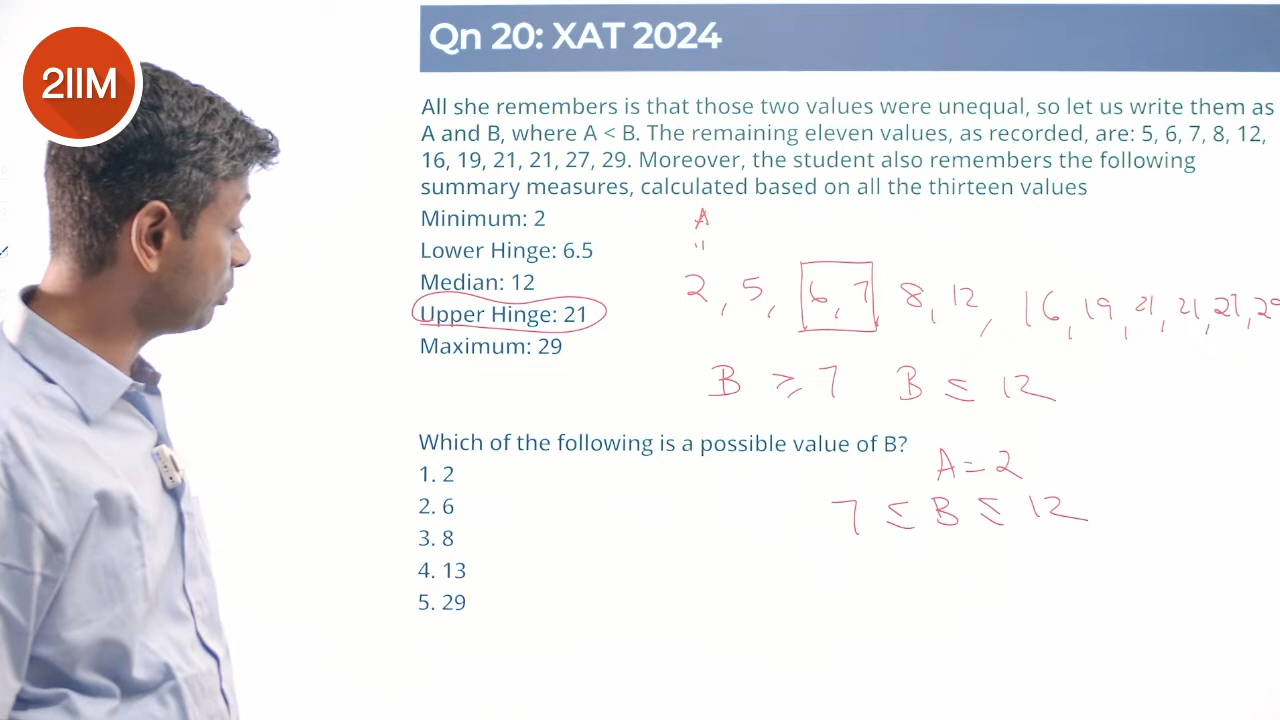 2IIM
Qn 20: XAT 2024
All she remembers is that those two values were unequal, so let us write them as
A and B, where A < B. The remaining eleven values, as recorded, are: 5, 6, 7, 8, 12,
16, 19, 21, 21, 27, 29. Moreover, the student also remembers the following
summary measures, calculated based on all the thirteen values
Minimum: 2
Lower Hinge: 6.5
Median: 12
Upper Hinge: 21
Maximum: 29
A
=
2, 5, 6, 7, 8, 12, 16, 19, 21, 21, 27, 29
B ≥ 7 B ≤ 12
Which of the following is a possible value of B?
A = 2
7 ≤ B ≤ 12
1. 2
2. 6
3. 8
4. 13
5. 29